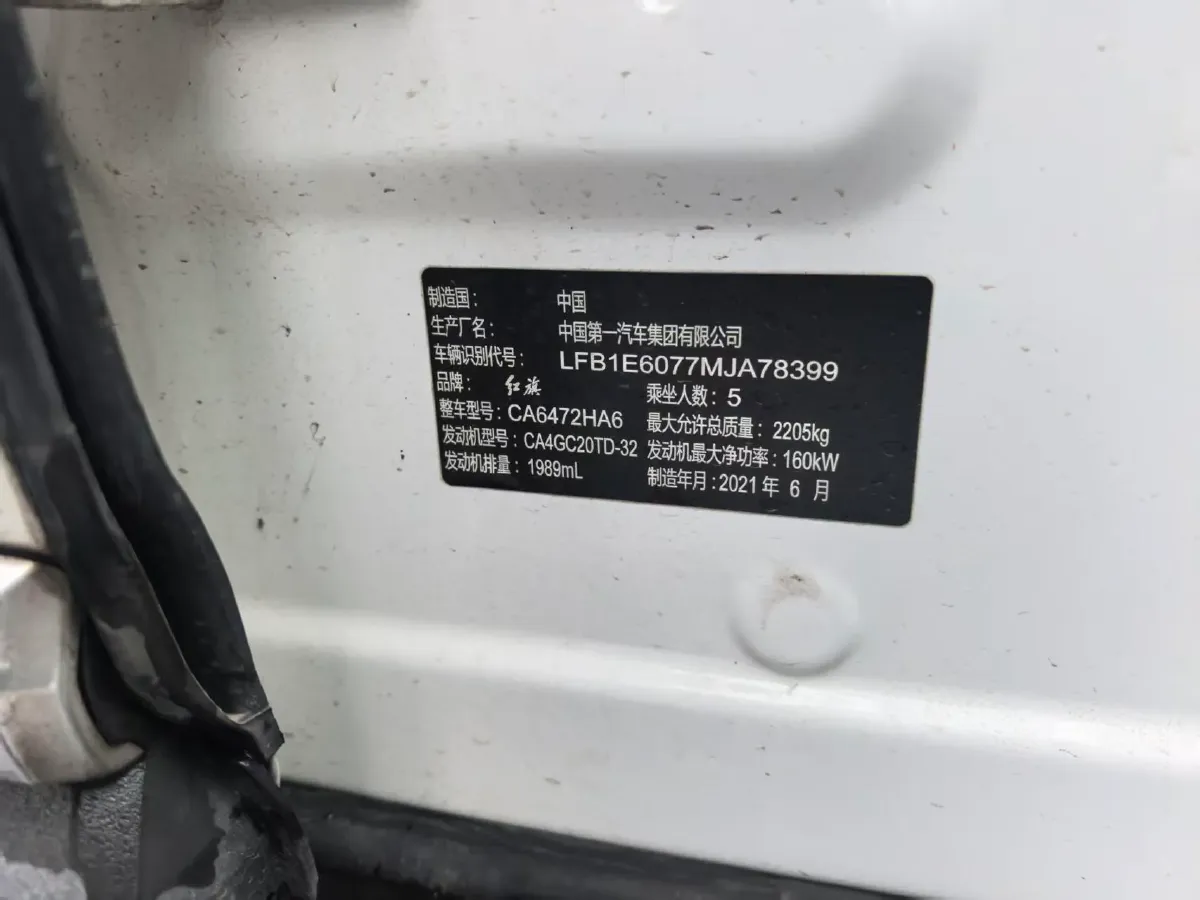 制造国： 中国
生产厂名： 中国第一汽车集团有限公司
车辆识别代号： LFB1E6077MJA78399
品牌： 红旗 乘坐人数：5
整车型号：CA6472HA6 最大允许总质量：2205kg
发动机型号：CA4GC20TD-32 发动机最大净功率：160kW
发动机排量：1989mL 制造年月：2021年 6 月